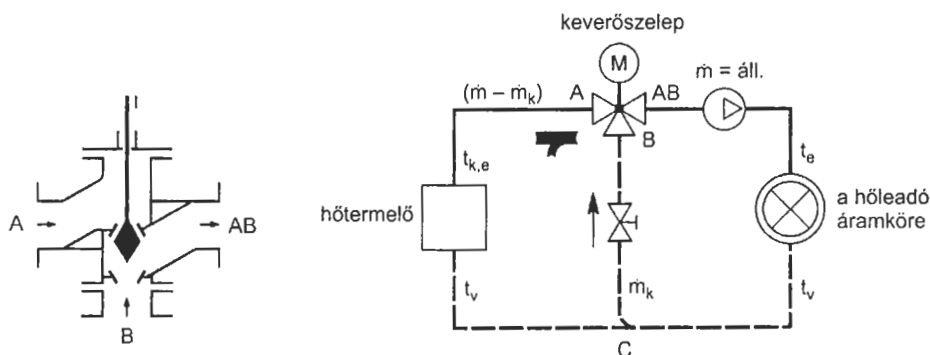 A
AB
B
keverőszelep
M
ṁ = áll.
(ṁ – ṁk)
A
AB
B
tk,e
te
hőtermelő
a hőleadó
áramköre
tv
ṁk
tv
C